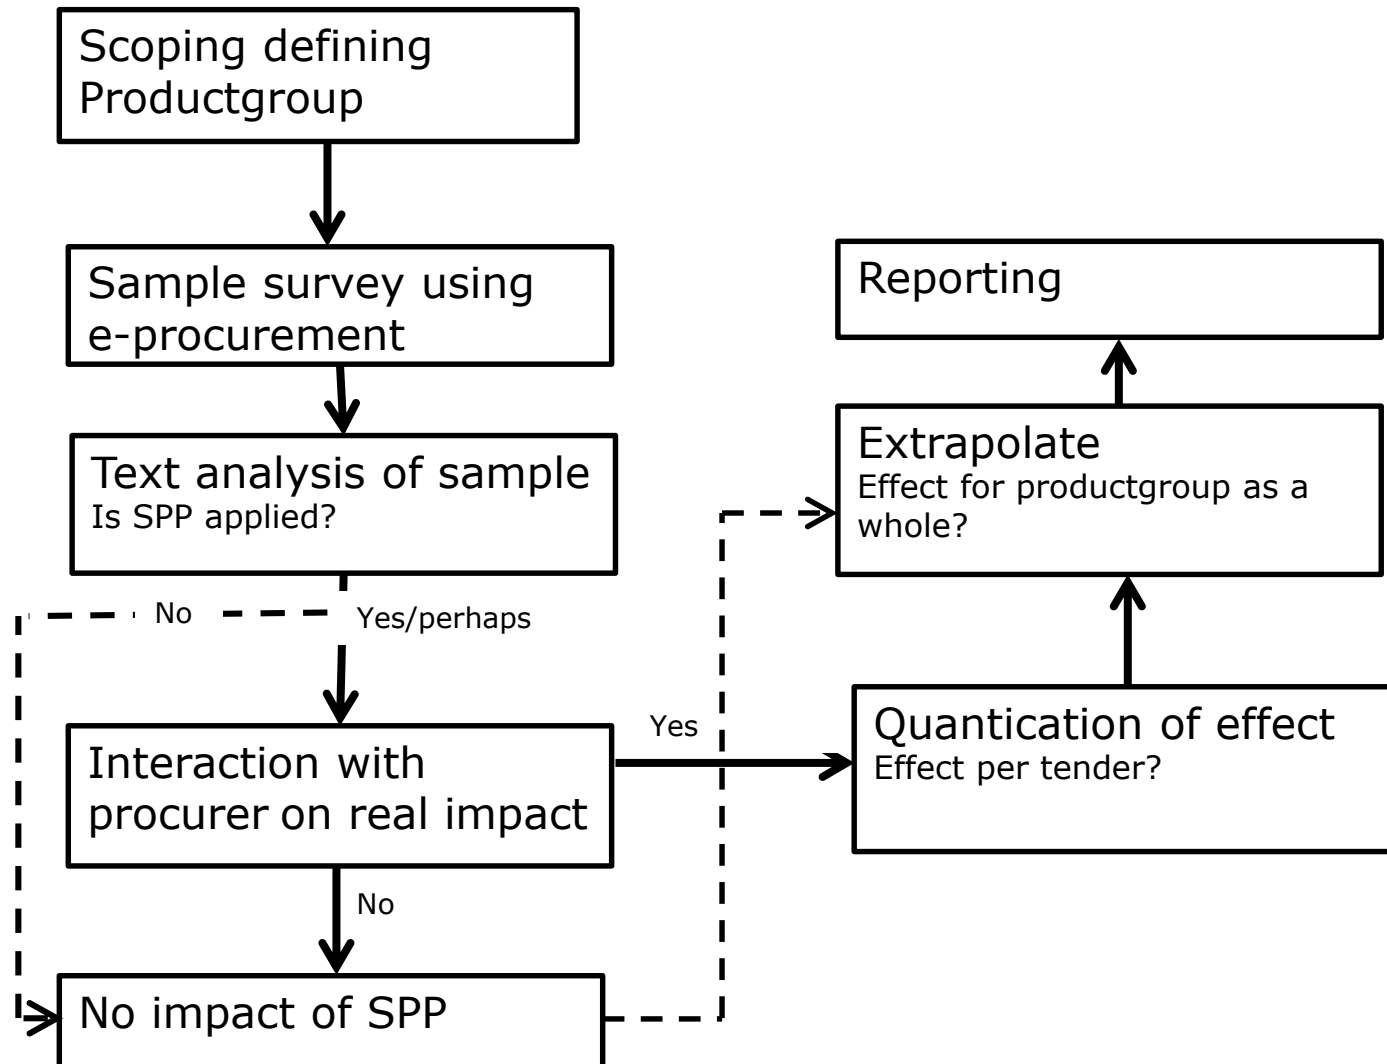 Scoping defining
Productgroup
Sample survey using
e-procurement
Text analysis of sample
Is SPP applied?
No
Yes/perhaps
Interaction with
procurer on real impact
No
No impact of SPP
Yes
Quantication of effect
Effect per tender?
Extrapolate
Effect for productgroup as a
whole?
Reporting